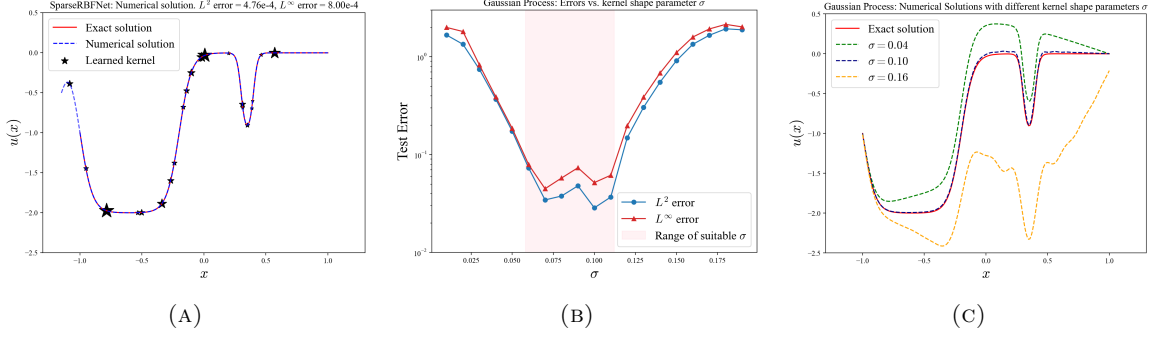 SparseRBFNet: Numerical solution. L² error = 4.76e-4, L∞ error = 8.00e-4
Exact solution
Numerical solution
Learned kernel
0.5
0.0
−0.5
−1.0
−1.5
−2.0
−2.5
u(x)
−1.0
−0.5
0.0
0.5
1.0
x
(A)
Gaussian Process: Errors vs. kernel shape parameter σ
10⁰
10⁻¹
10⁻²
Test Error
L² error
L∞ error
Range of suitable σ
0.025
0.050
0.075
0.100
0.125
0.150
0.175
σ
(B)
Gaussian Process: Numerical Solutions with different kernel shape parameters σ
Exact solution
σ = 0.04
σ = 0.10
σ = 0.16
0.5
0.0
−0.5
−1.0
−1.5
−2.0
−2.5
u(x)
−1.0
−0.5
0.0
0.5
1.0
x
(C)